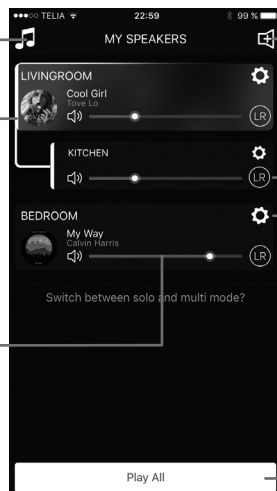 TELIA 22:59 99 %
MY SPEAKERS
LIVINGROOM
Cool Girl
Tove Lo
LR
KITCHEN
LR
BEDROOM
My Way
Calvin Harris
LR
Switch between solo and multi mode?
Play All